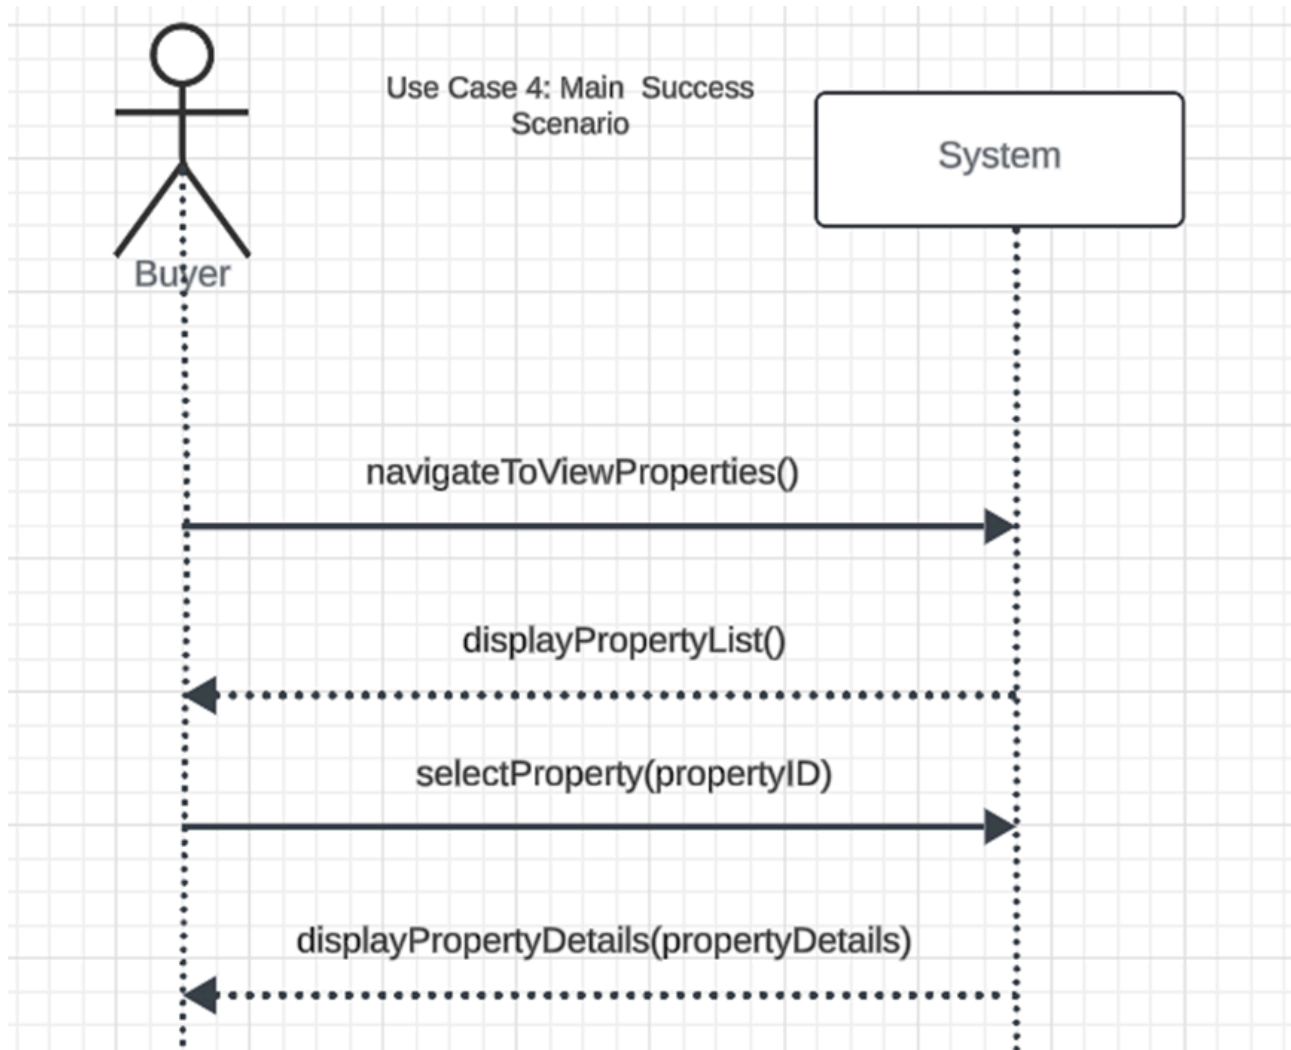 Use Case 4: Main  Success
Scenario
System
Buyer
navigateToViewProperties()
displayPropertyList()
selectProperty(propertyID)
displayPropertyDetails(propertyDetails)